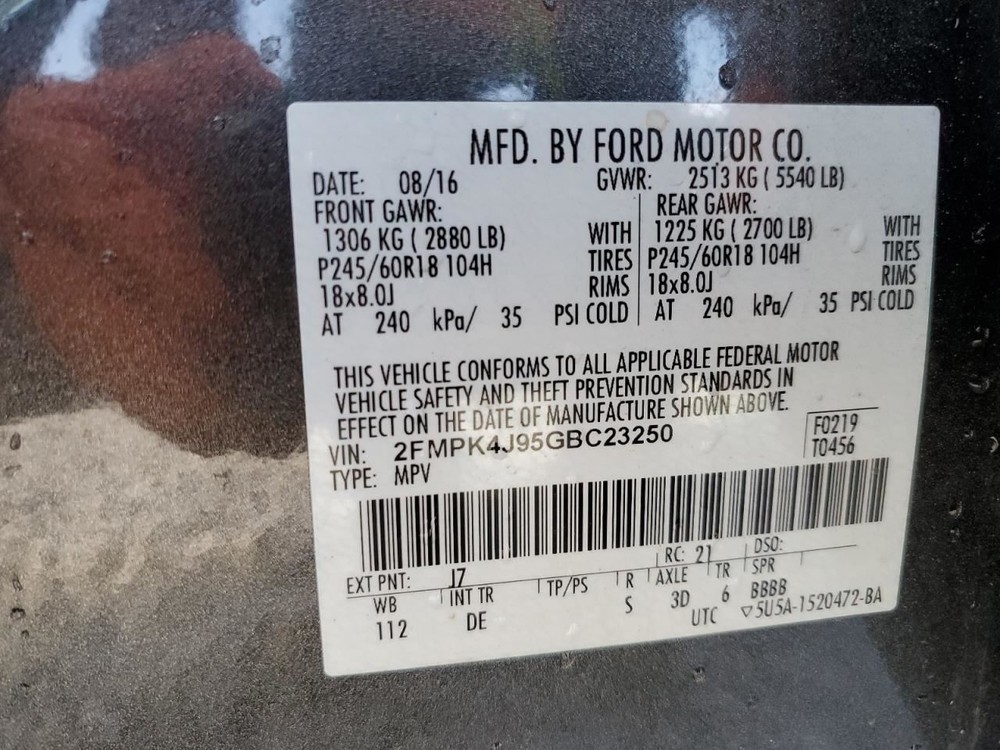 MFD. BY FORD MOTOR CO.
DATE: 08/16 GVWR: 2513 KG ( 5540 LB)
FRONT GAWR: REAR GAWR:
1306 KG ( 2880 LB) WITH 1225 KG ( 2700 LB) WITH
P245/60R18 104H TIRES P245/60R18 104H TIRES
18x8.0J RIMS 18x8.0J RIMS
AT 240 kPa/ 35 PSI COLD AT 240 kPa/ 35 PSI COLD
THIS VEHICLE CONFORMS TO ALL APPLICABLE FEDERAL MOTOR
VEHICLE SAFETY AND THEFT PREVENTION STANDARDS IN
EFFECT ON THE DATE OF MANUFACTURE SHOWN ABOVE.
VIN: 2FMPK4J95GBC23250 F0219
TYPE: MPV T0456
EXT PNT: J7 RC: 21 DSO:
WB INT TR TP/PS R AXLE TR SPR
112 DE S 3D 6 BBBB
UTC ▽5U5A-1520472-BA